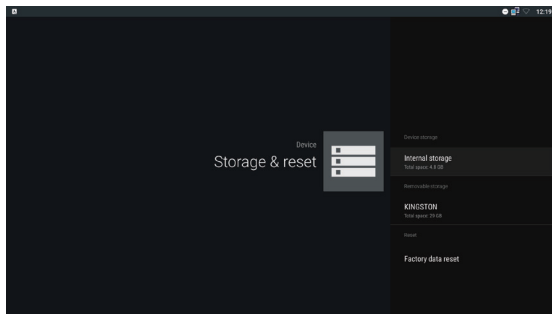 12:19
Device
Storage & reset
Device storage
Internal storage
Total space: 4.8 GB
Removable storage
KINGSTON
Total space: 29 GB
Reset
Factory data reset